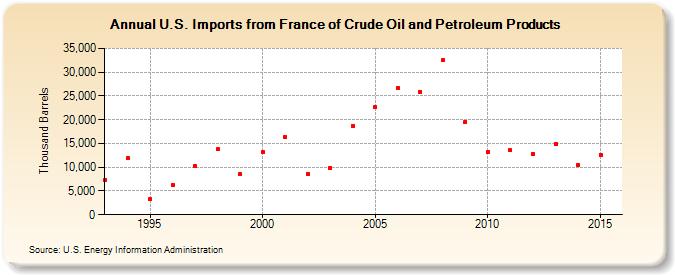 Annual U.S. Imports from France of Crude Oil and Petroleum Products
Thousand Barrels
35,000
30,000
25,000
20,000
15,000
10,000
5,000
0
1995 2000 2005 2010 2015
Source: U.S. Energy Information Administration